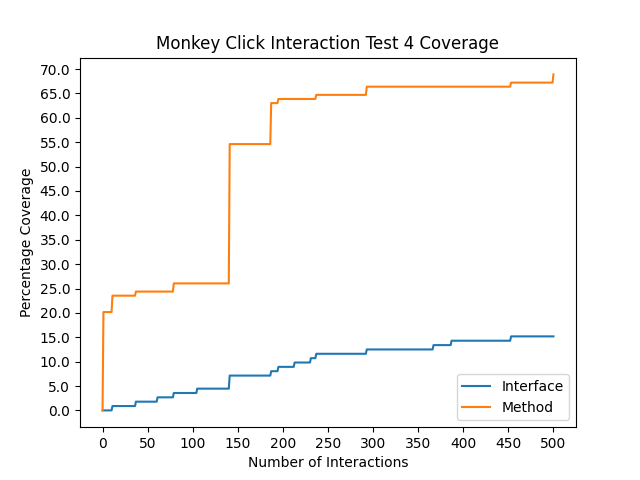 Monkey Click Interaction Test 4 Coverage
Percentage Coverage
70.0
65.0
60.0
55.0
50.0
45.0
40.0
35.0
30.0
25.0
20.0
15.0
10.0
5.0
0.0
Interface
Method
0 50 100 150 200 250 300 350 400 450 500
Number of Interactions